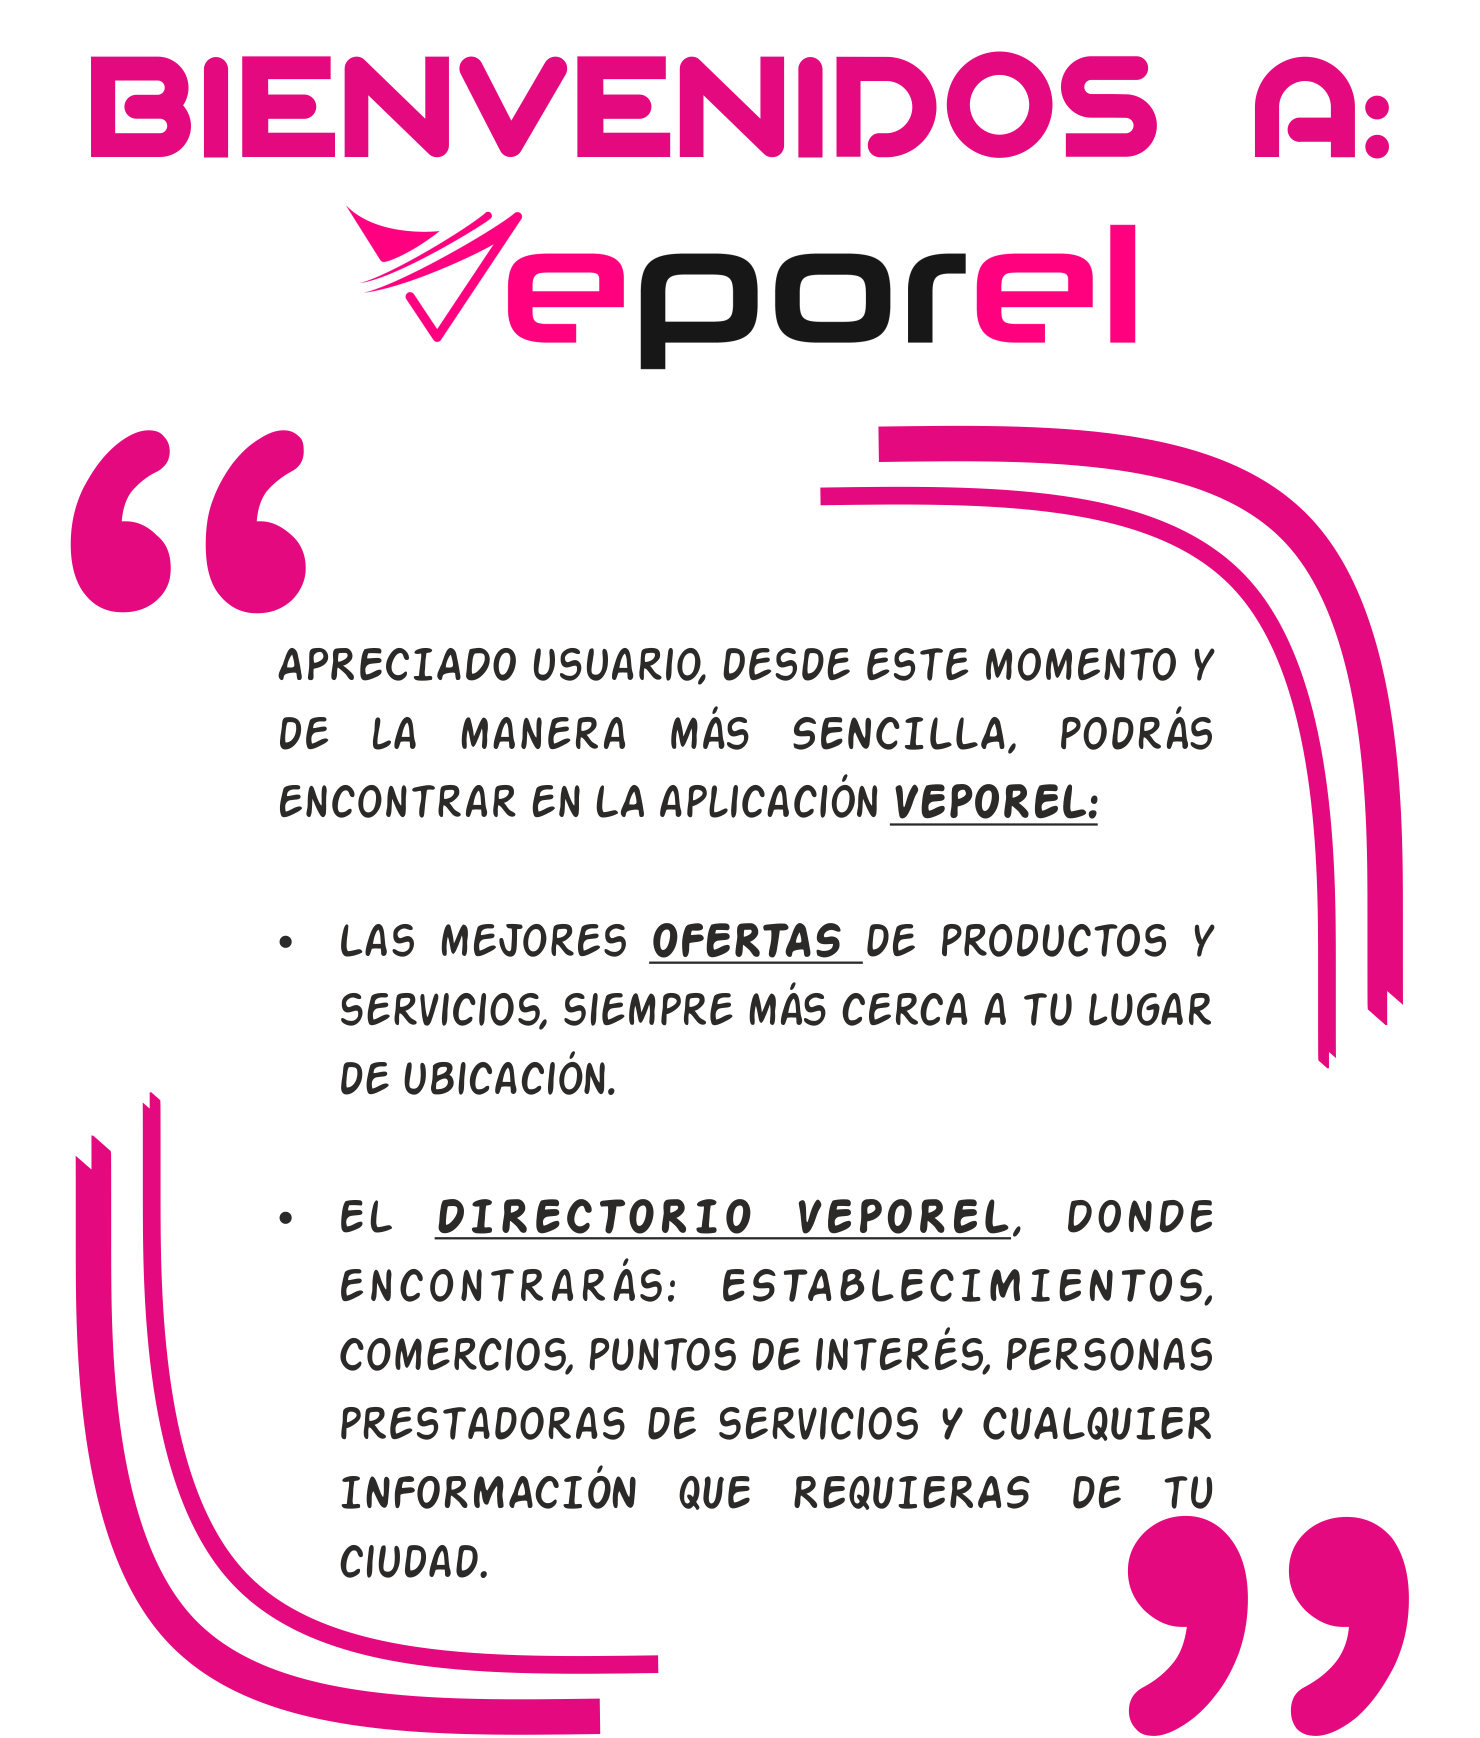 BIENVENIDOS A:
Veporel
APRECIADO USUARIO, DESDE ESTE MOMENTO Y
DE LA MANERA MÁS SENCILLA, PODRÁS
ENCONTRAR EN LA APLICACIÓN VEPOREL:
• LAS MEJORES OFERTAS DE PRODUCTOS Y
SERVICIOS, SIEMPRE MÁS CERCA A TU LUGAR
DE UBICACIÓN.
• EL DIRECTORIO VEPOREL, DONDE
ENCONTRARÁS: ESTABLECIMIENTOS,
COMERCIOS, PUNTOS DE INTERÉS, PERSONAS
PRESTADORAS DE SERVICIOS Y CUALQUIER
INFORMACIÓN QUE REQUIERAS DE TU
CIUDAD.